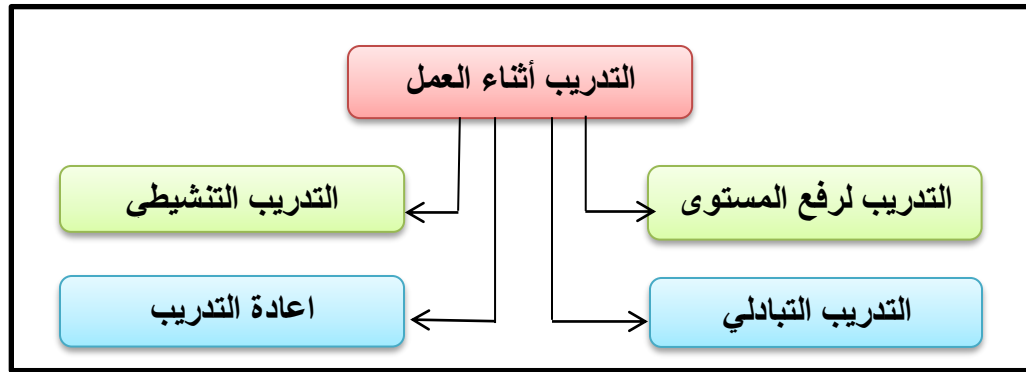 التدريب أثناء العمل
التدريب لرفع المستوى
التدريب التنشيطى
التدريب التبادلي
اعادة التدريب